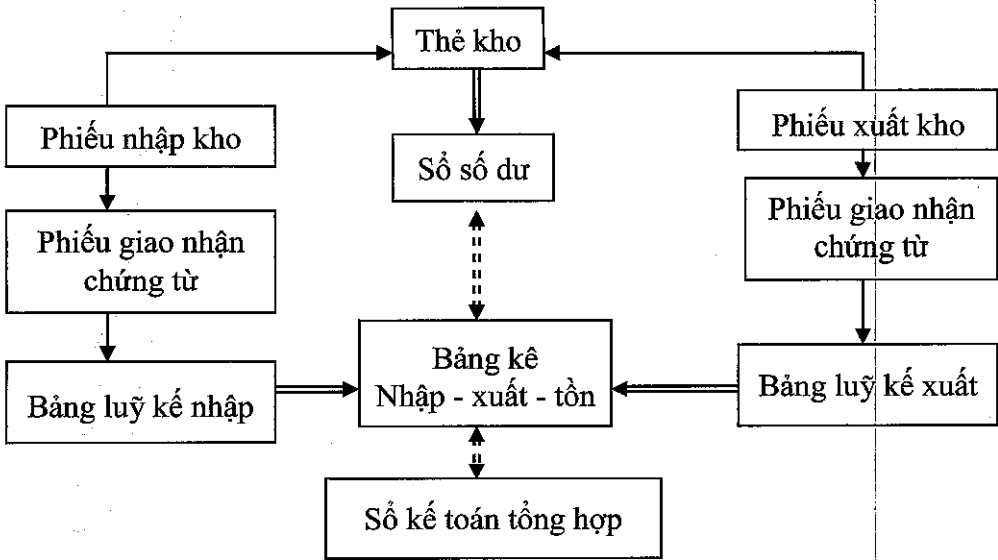 Thẻ kho
Phiếu nhập kho
Phiếu xuất kho
Sổ số dư
Phiếu giao nhận
chứng từ
Phiếu giao nhận
chứng từ
Bảng kê
Nhập - xuất - tồn
Bảng luỹ kế nhập
Bảng luỹ kế xuất
Sổ kế toán tổng hợp